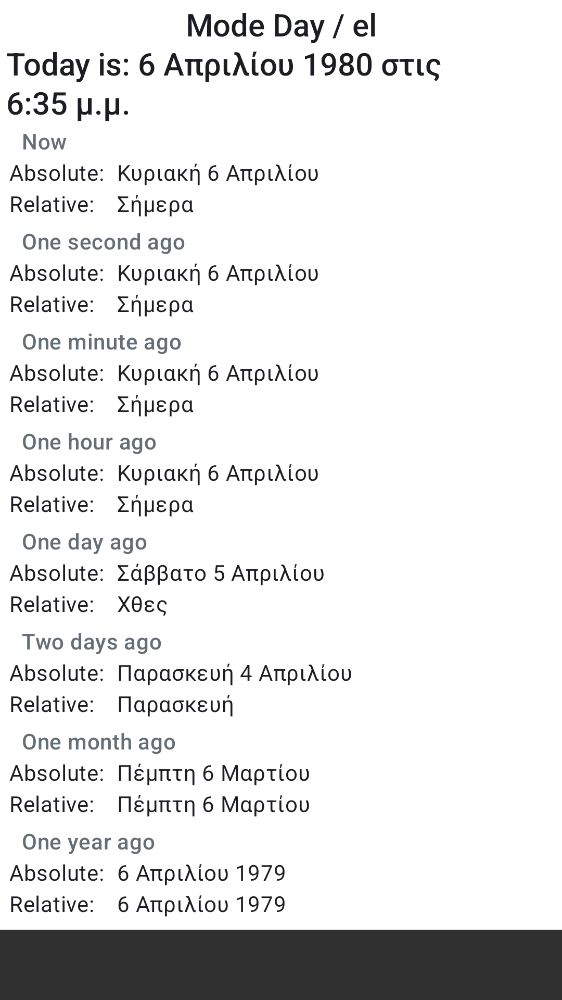 Mode Day / el
Today is: 6 Απριλίου 1980 στις
6:35 μ.μ.
Now
Absolute: Κυριακή 6 Απριλίου
Relative: Σήμερα
One second ago
Absolute: Κυριακή 6 Απριλίου
Relative: Σήμερα
One minute ago
Absolute: Κυριακή 6 Απριλίου
Relative: Σήμερα
One hour ago
Absolute: Κυριακή 6 Απριλίου
Relative: Σήμερα
One day ago
Absolute: Σάββατο 5 Απριλίου
Relative: Χθες
Two days ago
Absolute: Παρασκευή 4 Απριλίου
Relative: Παρασκευή
One month ago
Absolute: Πέμπτη 6 Μαρτίου
Relative: Πέμπτη 6 Μαρτίου
One year ago
Absolute: 6 Απριλίου 1979
Relative: 6 Απριλίου 1979